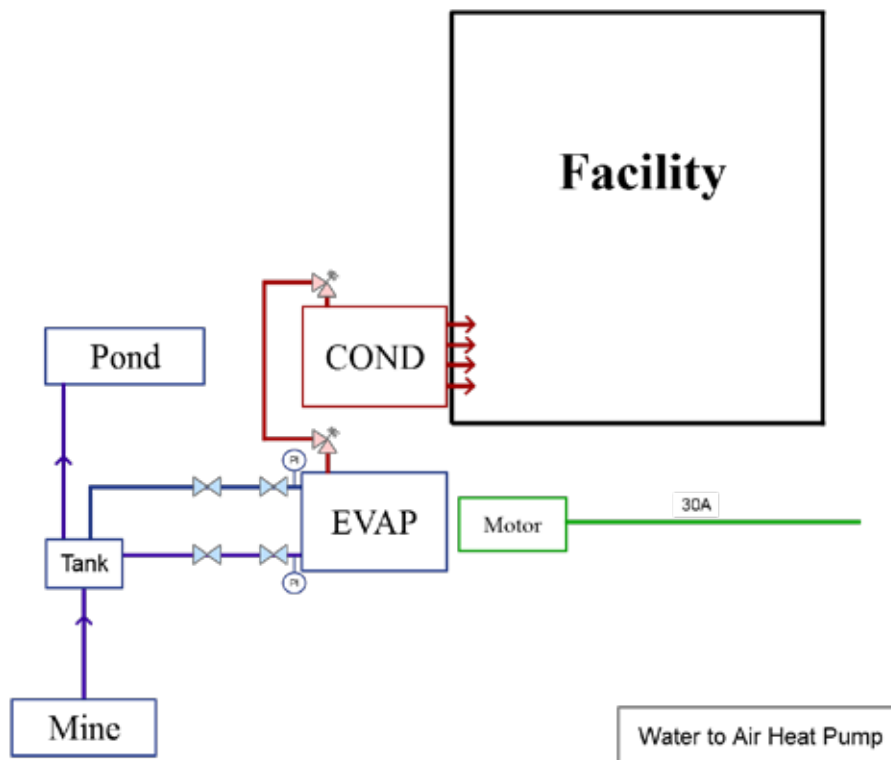 Facility
COND
Pond
PI
EVAP
30A
Motor
Tank
PI
Mine
Water to Air Heat Pump